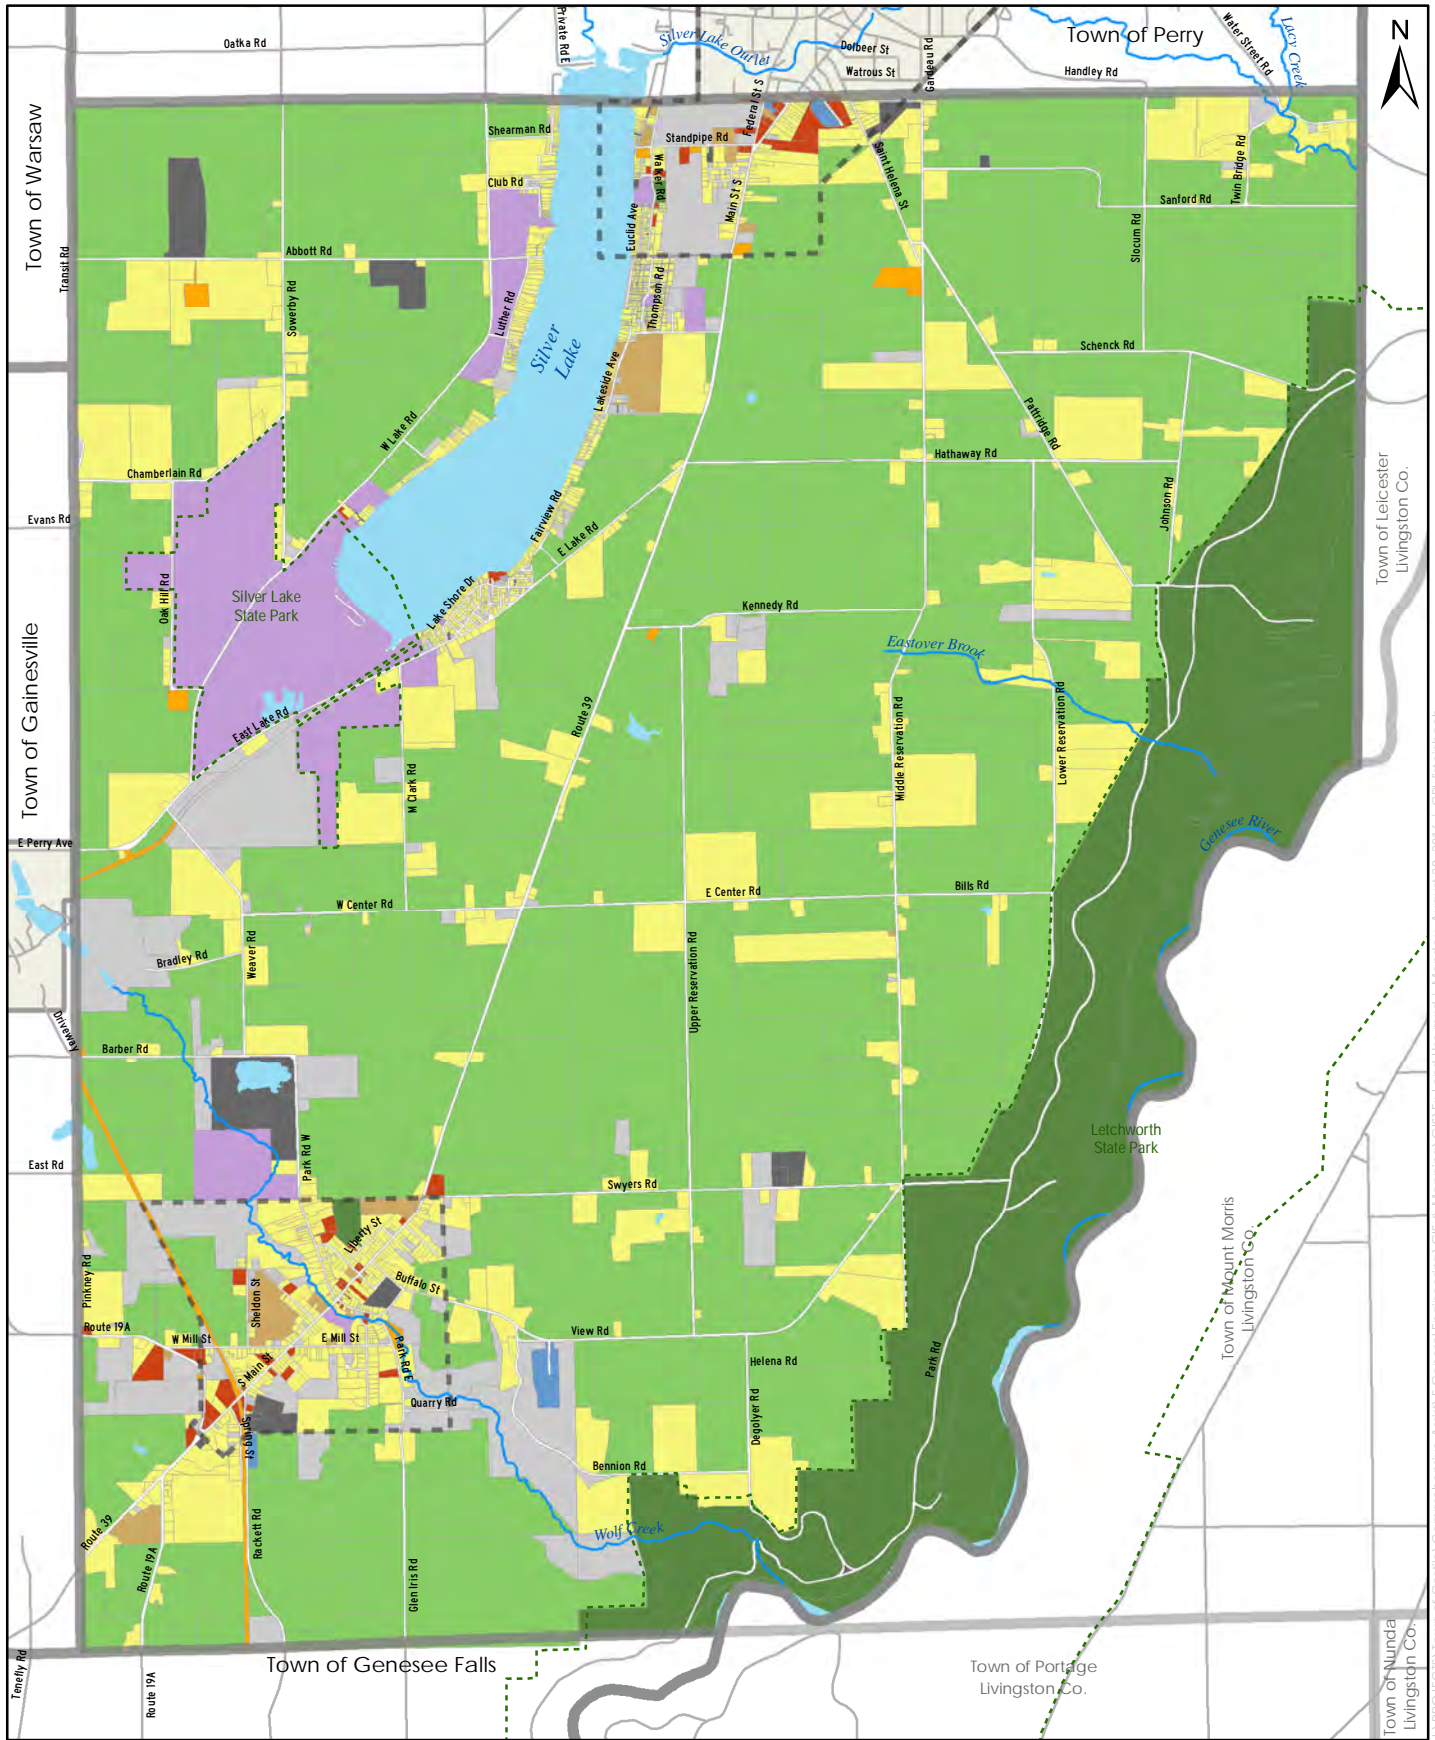 Oatka Rd
Private Rd E
Silver Lake Outlet
Dolbeer St
Watrous St
Gardeau Rd
Town of Perry
Handley Rd
Water Street Rd
Lacy Creek
N
Town of Warsaw
Shearman Rd
Standpipe Rd
Federal St S
Club Rd
Walker Rd
Main St S
Saint Helena St
Twin Bridge Rd
Sanford Rd
Euclid Ave
Slocum Rd
Transit Rd
Abbott Rd
Sowerby Rd
Luther Rd
Thompson Rd
Silver
Lake
Schenck Rd
Lakeside Ave
W Lake Rd
Pattridge Rd
Hathaway Rd
Chamberlain Rd
Johnson Rd
Town of Leicester
Livingston Co.
Evans Rd
Fairview Rd
E Lake Rd
Oak Hill Rd
Silver Lake
State Park
Lake Shore Dr
Kennedy Rd
Eastover Brook
Town of Gainesville
East Lake Rd
Route 39
Middle Reservation Rd
Lower Reservation Rd
M Clark Rd
Genesee River
E Perry Ave
W Center Rd
E Center Rd
Bills Rd
Bradley Rd
Weaver Rd
Upper Reservation Rd
Driveway
Barber Rd
Letchworth
State Park
East Rd
Park Rd W
Swyers Rd
Town of Mount Morris
Livingston Co.
Liberty St
Pinkney Rd
Buffalo St
Sheldon St
Route 19A
W Mill St
E Mill St
View Rd
Park Rd E
S Main St
Helena Rd
Park Rd
Quarry Rd
Degolyer Rd
Spring St
Bennion Rd
Route 39
Rackett Rd
Wolf Creek
Route 19A
Glen Iris Rd
Tenefly Rd
Town of Genesee Falls
Route 19A
Town of Portage
Livingston Co.
Town of Nunda
Livingston Co.